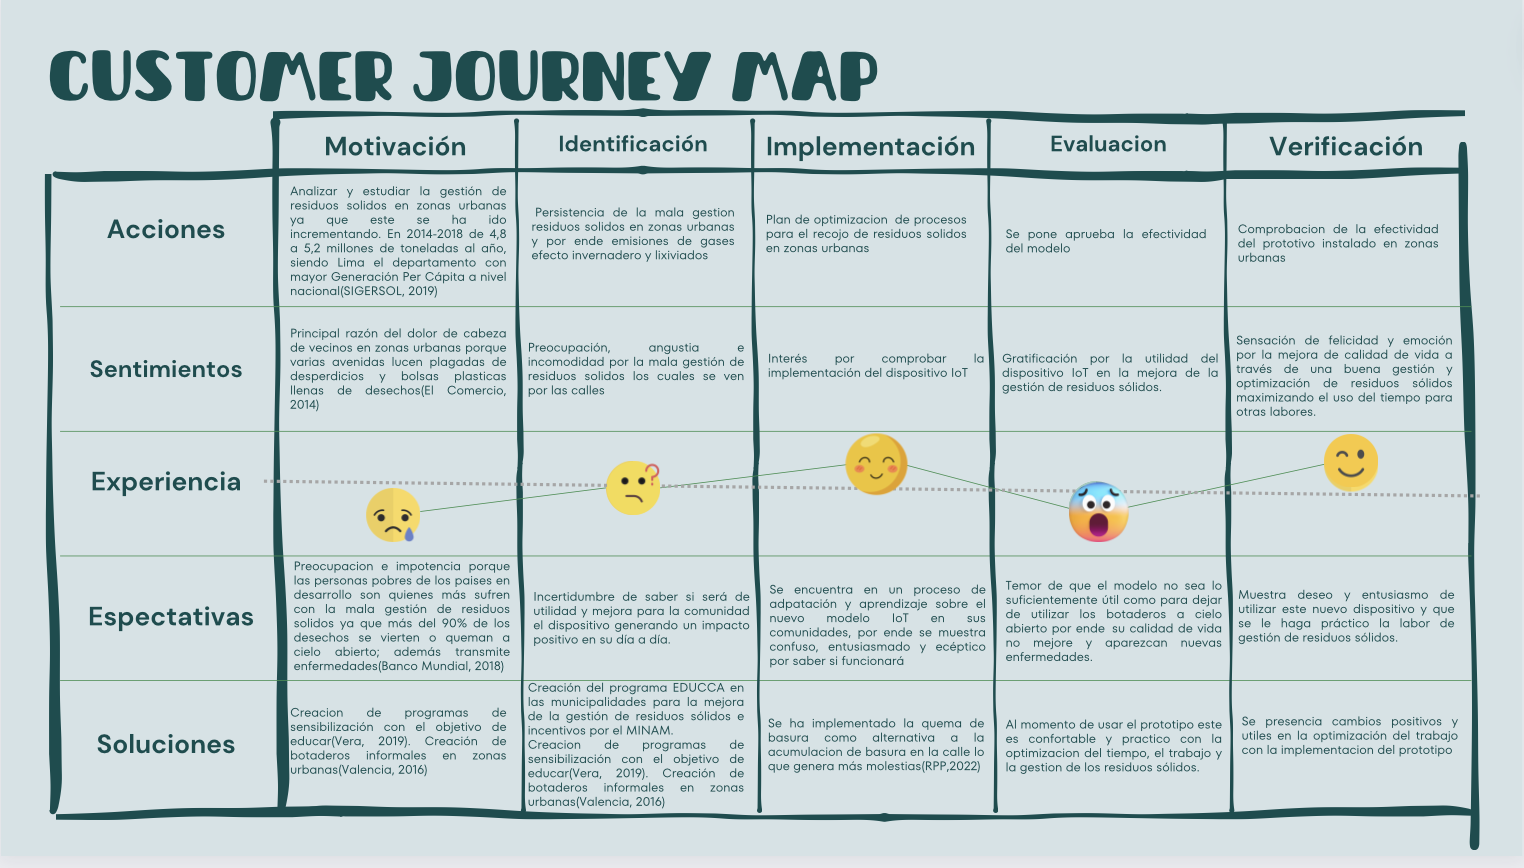 CUSTOMER JOURNEY MAP
Motivación
Identificación
Implementación
Evaluacion
Verificación
Acciones
Analizar y estudiar la gestión de
residuos solidos en zonas urbanas
ya que este se ha ido
incrementando. En 2014-2018 de 4,8
a 5,2 millones de toneladas al año,
siendo Lima el departamento con
mayor Generación Per Cápita a nivel
nacional(SIGERSOL, 2019)
Persistencia de la mala gestion
residuos solidos en zonas urbanas
y por ende emisiones de gases
efecto invernadero y lixiviados
Plan de optimizacion de procesos
para el recojo de residuos solidos
en zonas urbanas
Se pone aprueba la efectividad
del modelo
Comprobacion de la efectividad
del prototivo instalado en zonas
urbanas
Sentimientos
Principal razón del dolor de cabeza
de vecinos en zonas urbanas porque
varias avenidas lucen plagadas de
desperdicios y bolsas plasticas
llenas de desechos(El Comercio,
2014)
Preocupación, angustia e
incomodidad por la mala gestión de
residuos solidos los cuales se ven
por las calles
Interés por comprobar la
implementación del dispositivo IoT
Gratificación por la utilidad del
dispositivo IoT en la mejora de la
gestión de residuos sólidos.
Sensación de felicidad y emoción
por la mejora de calidad de vida a
través de una buena gestión y
optimización de residuos sólidos
maximizando el uso del tiempo para
otras labores.
Experiencia
Espectativas
Preocupacion e impotencia porque
las personas pobres de los paises en
desarrollo son quienes más sufren
con la mala gestión de residuos
solidos ya que más del 90% de los
desechos se vierten o queman a
cielo abierto; además transmite
enfermedades(Banco Mundial, 2018)
Incertidumbre de saber si será de
utilidad y mejora para la comunidad
el dispositivo generando un impacto
positivo en su día a día.
Se encuentra en un proceso de
adpatación y aprendizaje sobre el
nuevo modelo IoT en sus
comunidades, por ende se muestra
confuso, entusiasmado y ecéptico
por saber si funcionará
Temor de que el modelo no sea lo
suficientemente útil como para dejar
de utilizar los botaderos a cielo
abierto por ende su calidad de vida
no mejore y aparezcan nuevas
enfermedades.
Muestra deseo y entusiasmo de
utilizar este nuevo dispositivo y que
se le haga práctico la labor de
gestión de residuos sólidos.
Soluciones
Creacion de programas de
sensibilización con el objetivo de
educar(Vera, 2019). Creación de
botaderos informales en zonas
urbanas(Valencia, 2016)
Creación del programa EDUCCA en
las municipalidades para la mejora
de la gestión de residuos sólidos e
incentivos por el MINAM.
Creacion de programas de
sensibilización con el objetivo de
educar(Vera, 2019). Creación de
botaderos informales en zonas
urbanas(Valencia, 2016)
Se ha implementado la quema de
basura como alternativa a la
acumulacion de basura en la calle lo
que genera más molestias(RPP,2022)
Al momento de usar el prototipo este
es confortable y practico con la
optimizacion del tiempo, el trabajo y
la gestion de los residuos sólidos.
Se presencia cambios positivos y
utiles en la optimización del trabajo
con la implementacion del prototipo